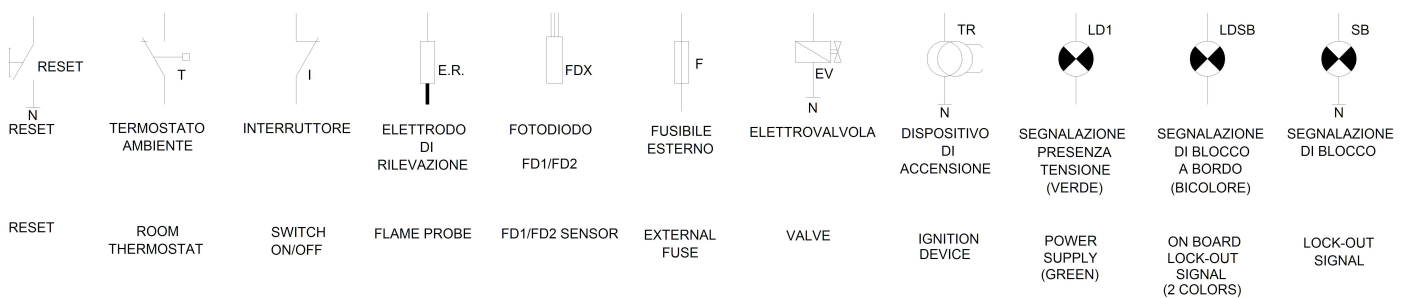 RESET
N
T
I
E.R.
FDX
F
EV
N
TR
N
LD1
LDSB
SB
N
RESET
TERMOSTATO
AMBIENTE
INTERRUTTORE
ELETTRODO
DI
RILEVAZIONE
FOTODIODO
FD1/FD2
FUSIBILE
ESTERNO
ELETTROVALVOLA
DISPOSITIVO
DI
ACCENSIONE
SEGNALAZIONE
PRESENZA
TENSIONE
(VERDE)
SEGNALAZIONE
DI BLOCCO
A BORDO
(BICOLORE)
SEGNALAZIONE
DI BLOCCO
RESET
ROOM
THERMOSTAT
SWITCH
ON/OFF
FLAME PROBE
FD1/FD2 SENSOR
EXTERNAL
FUSE
VALVE
IGNITION
DEVICE
POWER
SUPPLY
(GREEN)
ON BOARD
LOCK-OUT
SIGNAL
(2 COLORS)
LOCK-OUT
SIGNAL